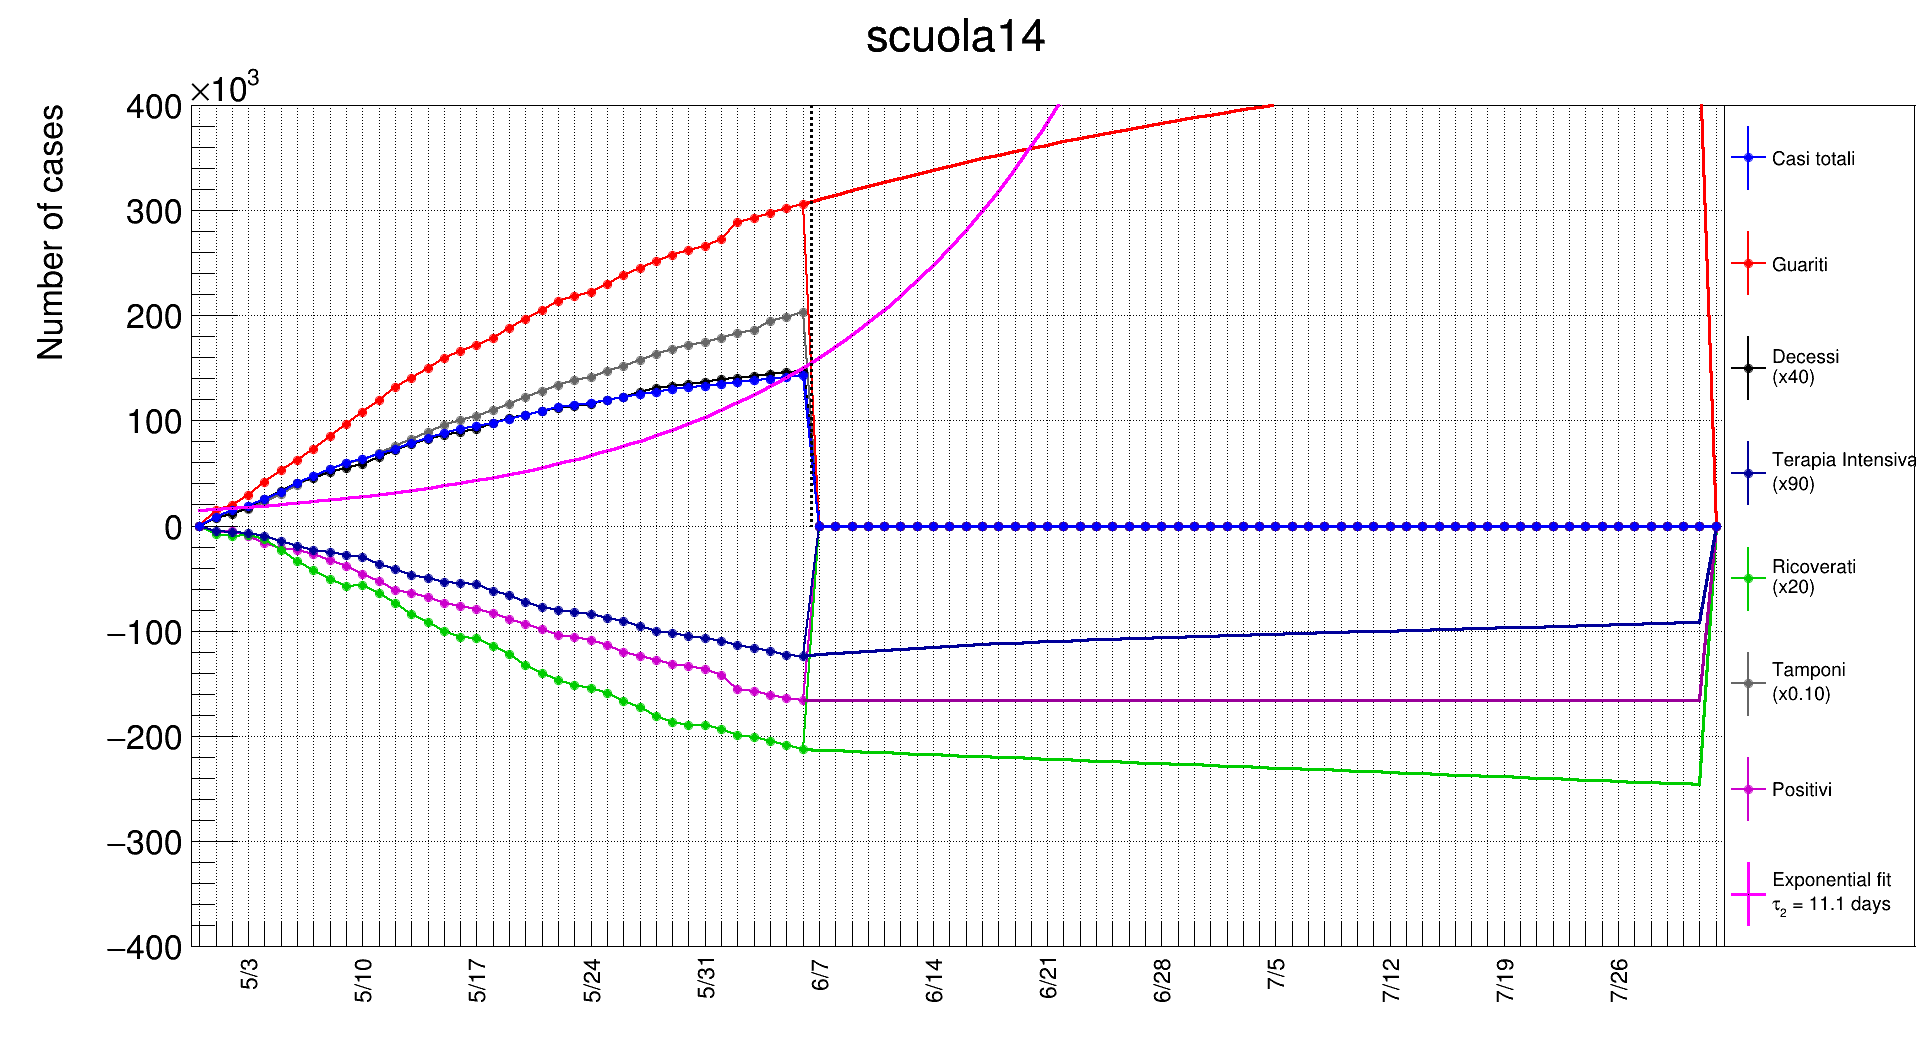 scuola14
×10³
Number of cases
400
300
200
100
0
−100
−200
−300
−400
5/3
5/10
5/17
5/24
5/31
6/7
6/14
6/21
6/28
7/5
7/12
7/19
7/26
Casi totali
Guariti
Decessi
(x40)
Terapia Intensiva
(x90)
Ricoverati
(x20)
Tamponi
(x0.10)
Positivi
Exponential fit
τ₂ = 11.1 days